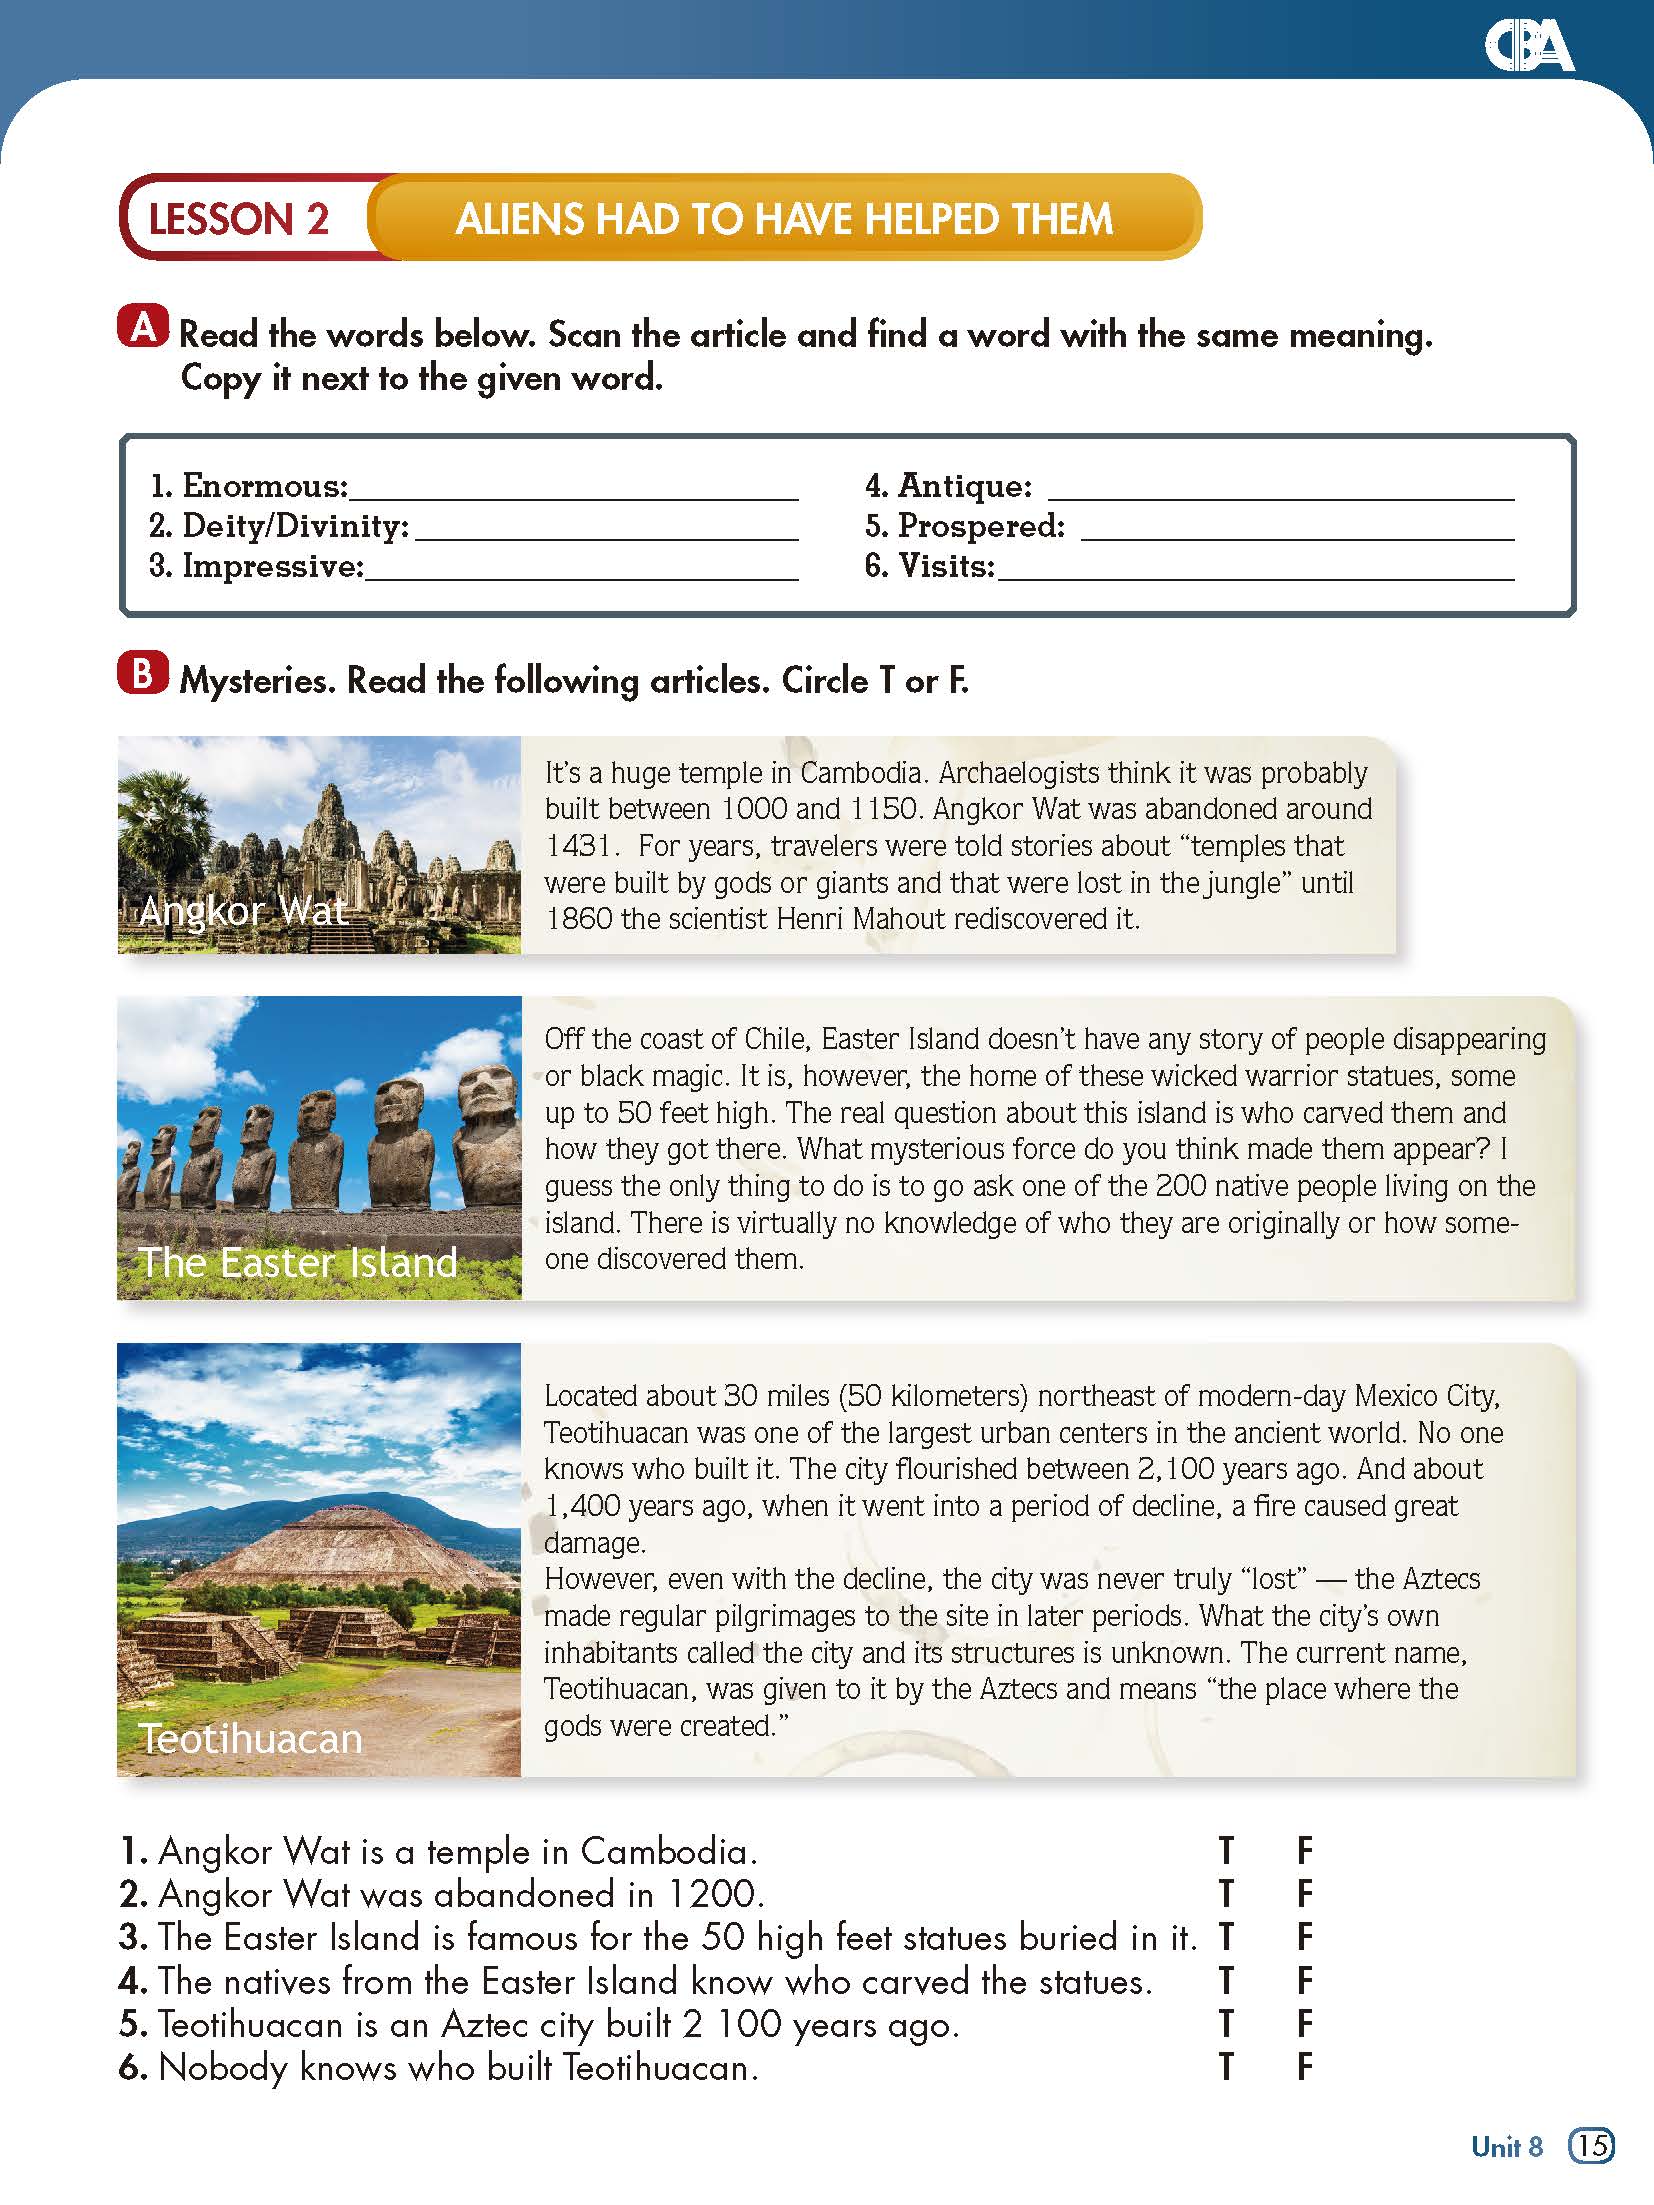 CBA
LESSON 2
ALIENS HAD TO HAVE HELPED THEM
A Read the words below. Scan the article and find a word with the same meaning.
Copy it next to the given word.
1. Enormous:
2. Deity/Divinity:
3. Impressive:
4. Antique:
5. Prospered:
6. Visits:
B Mysteries. Read the following articles. Circle T or F.
Angkor Wat
It's a huge temple in Cambodia. Archaelogists think it was probably
built between 1000 and 1150. Angkor Wat was abandoned around
1431. For years, travelers were told stories about “temples that
were built by gods or giants and that were lost in the jungle” until
1860 the scientist Henri Mahout rediscovered it.
The Easter Island
Off the coast of Chile, Easter Island doesn't have any story of people disappearing
or black magic. It is, however, the home of these wicked warrior statues, some
up to 50 feet high. The real question about this island is who carved them and
how they got there. What mysterious force do you think made them appear? I
guess the only thing to do is to go ask one of the 200 native people living on the
island. There is virtually no knowledge of who they are originally or how some-
one discovered them.
Teotihuacan
Located about 30 miles (50 kilometers) northeast of modern-day Mexico City,
Teotihuacan was one of the largest urban centers in the ancient world. No one
knows who built it. The city flourished between 2,100 years ago. And about
1,400 years ago, when it went into a period of decline, a fire caused great
damage.
However, even with the decline, the city was never truly “lost” — the Aztecs
made regular pilgrimages to the site in later periods. What the city's own
inhabitants called the city and its structures is unknown. The current name,
Teotihuacan, was given to it by the Aztecs and means “the place where the
gods were created.”
1. Angkor Wat is a temple in Cambodia. T F
2. Angkor Wat was abandoned in 1200. T F
3. The Easter Island is famous for the 50 high feet statues buried in it. T F
4. The natives from the Easter Island know who carved the statues. T F
5. Teotihuacan is an Aztec city built 2 100 years ago. T F
6. Nobody knows who built Teotihuacan. T F
Unit 8 15